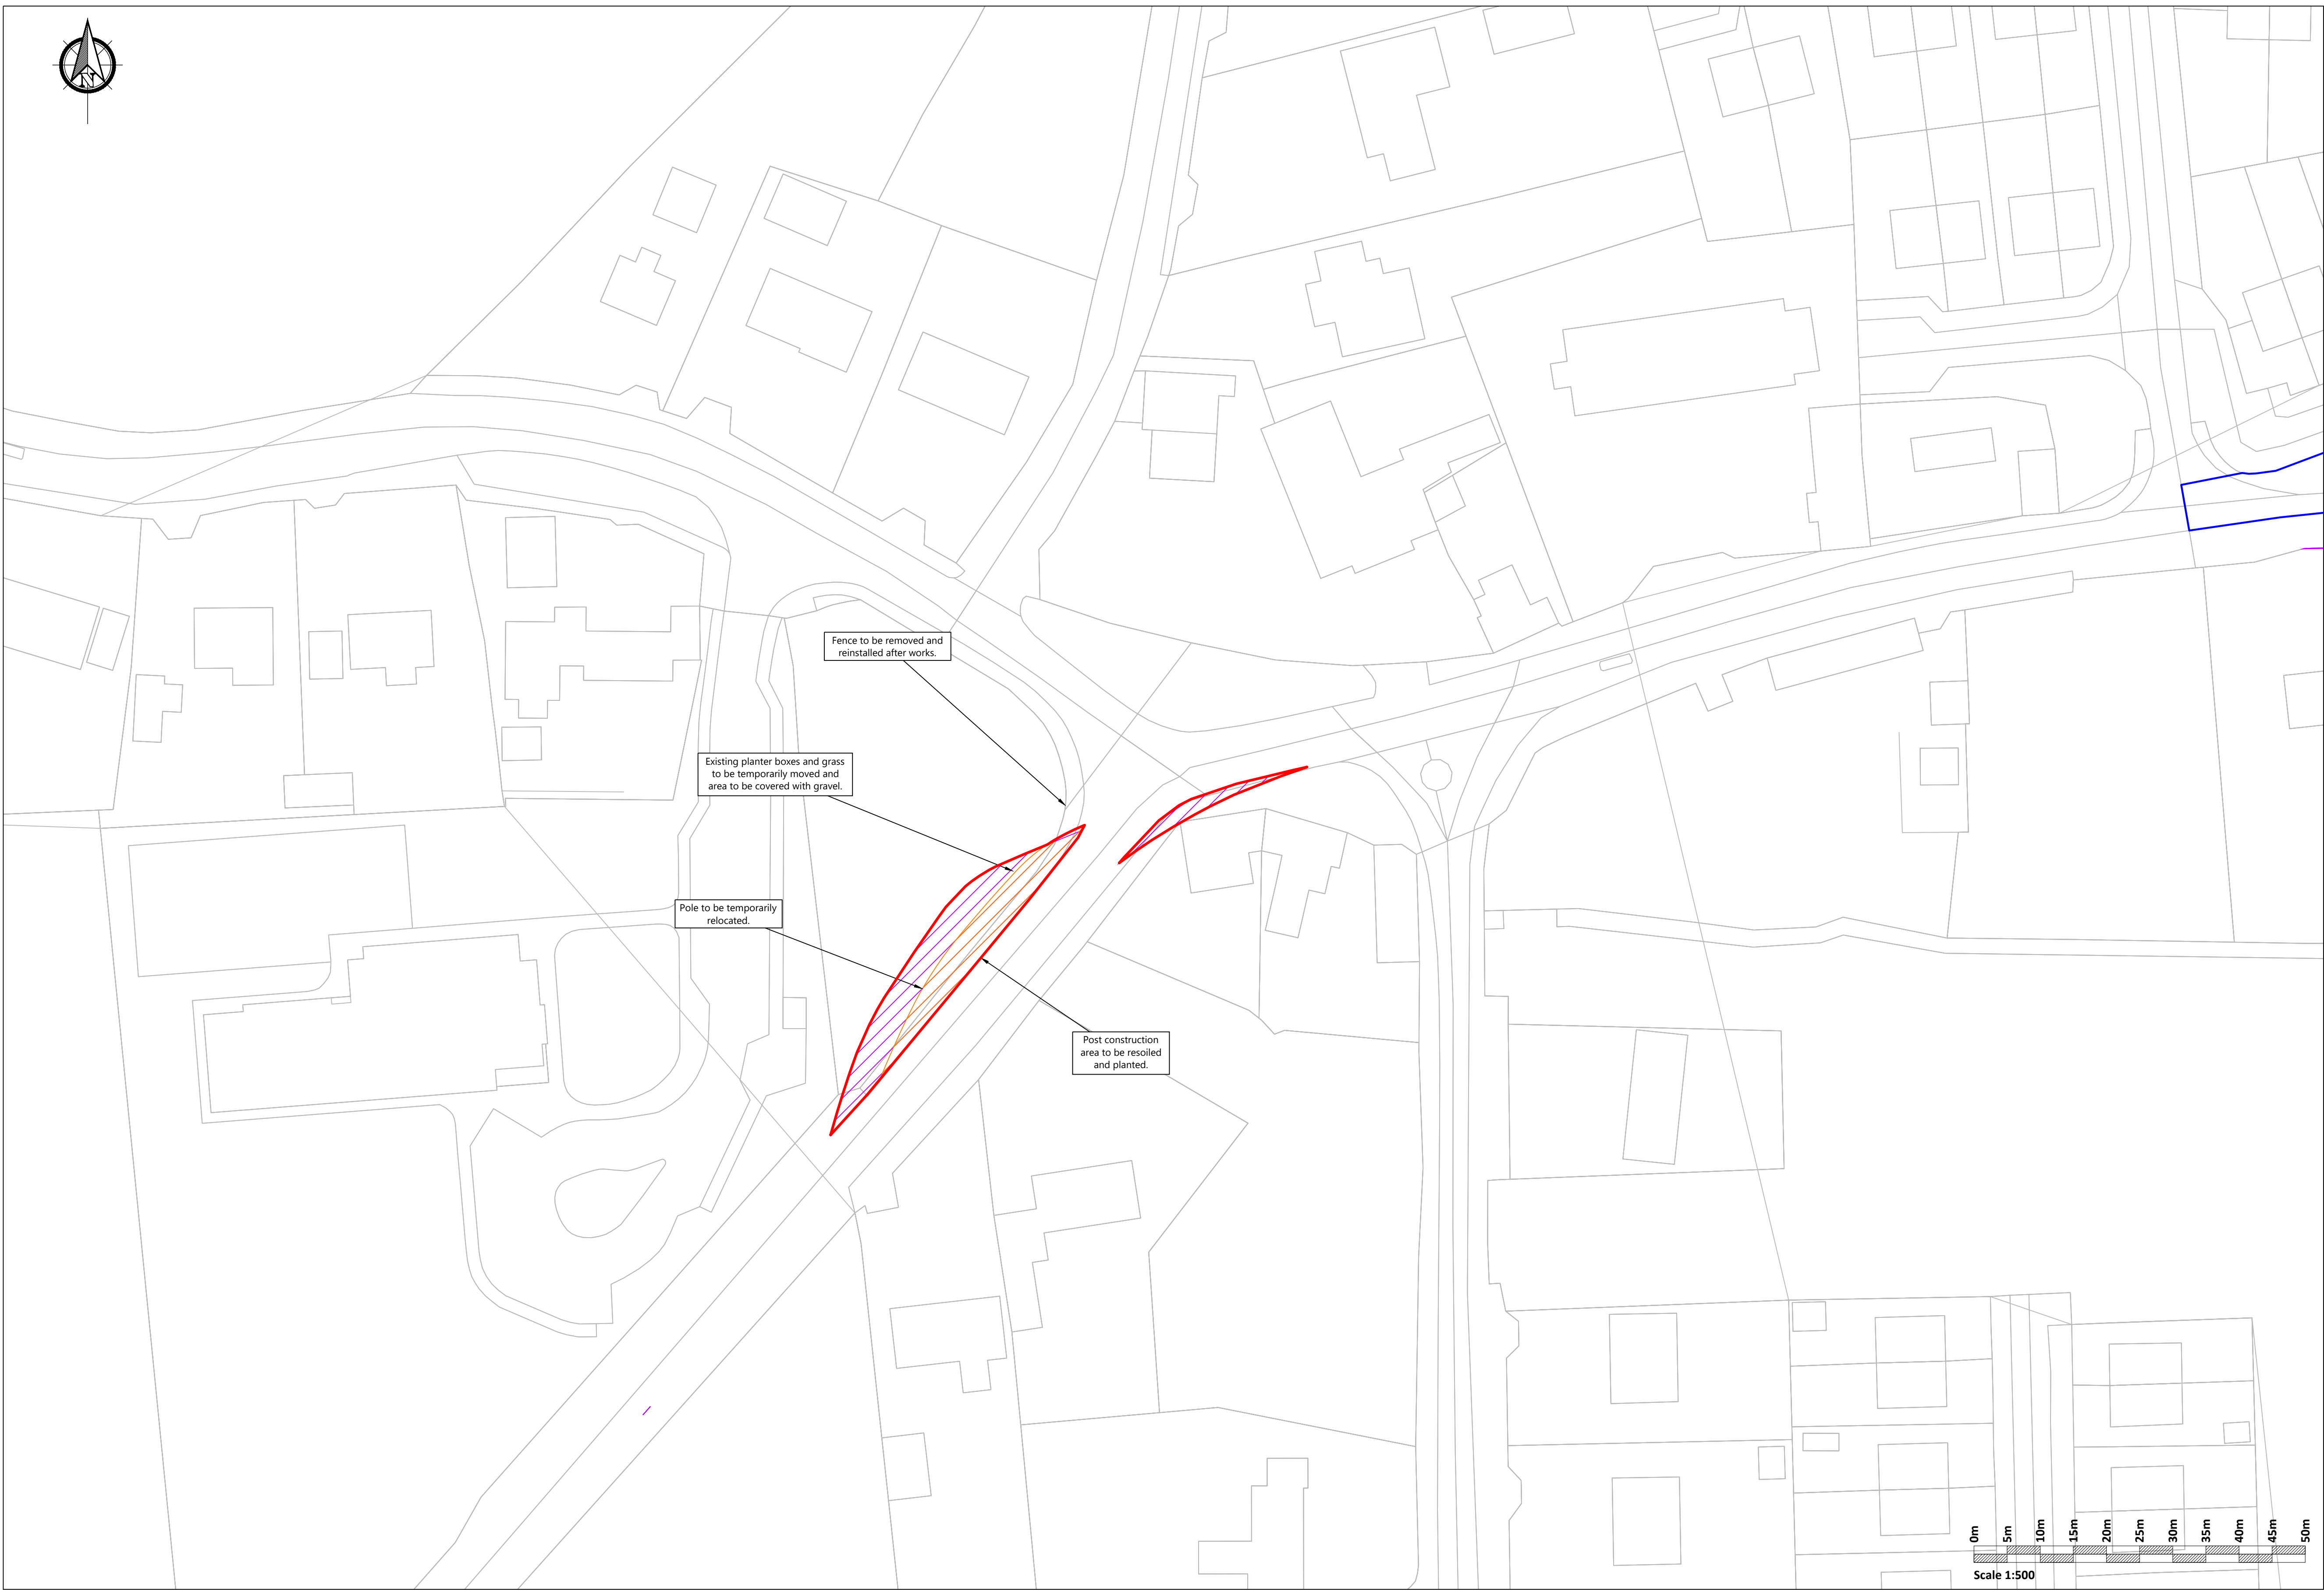 N
Fence to be removed and
reinstalled after works.
Existing planter boxes and grass
to be temporarily moved and
area to be covered with gravel.
Pole to be temporarily
relocated.
Post construction
area to be resoiled
and planted.
0m
5m
10m
15m
20m
25m
30m
35m
40m
45m
50m
Scale 1:500